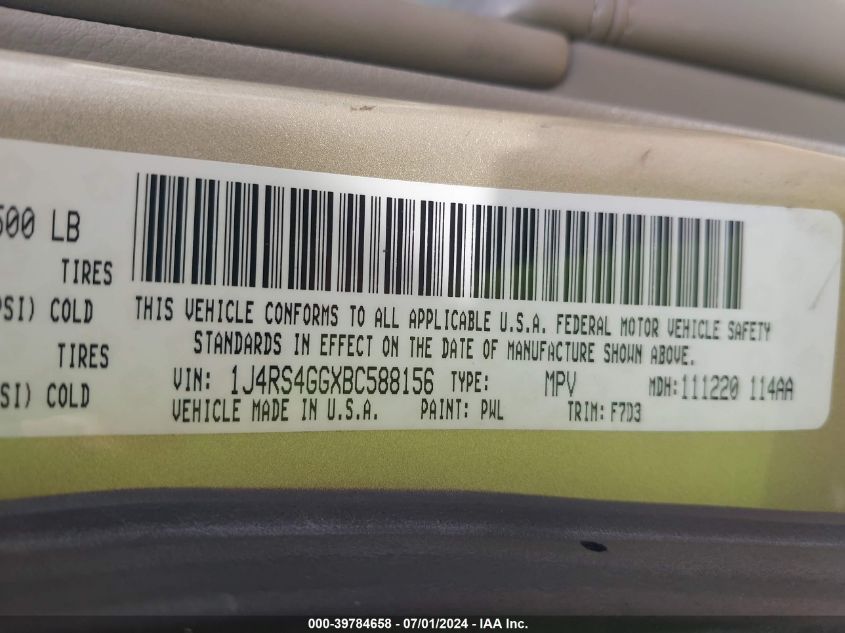 500 LB
TIRES
PSI) COLD
TIRES
SI) COLD
THIS VEHICLE CONFORMS TO ALL APPLICABLE U.S.A. FEDERAL MOTOR VEHICLE SAFETY
STANDARDS IN EFFECT ON THE DATE OF MANUFACTURE SHOWN ABOVE.
VIN: 1J4RS4GGXBC588156 TYPE: MPV MDH:111220 114AA
VEHICLE MADE IN U.S.A. PAINT: PWL TRIM: F7D3
000-39784658 - 07/01/2024 - IAA Inc.